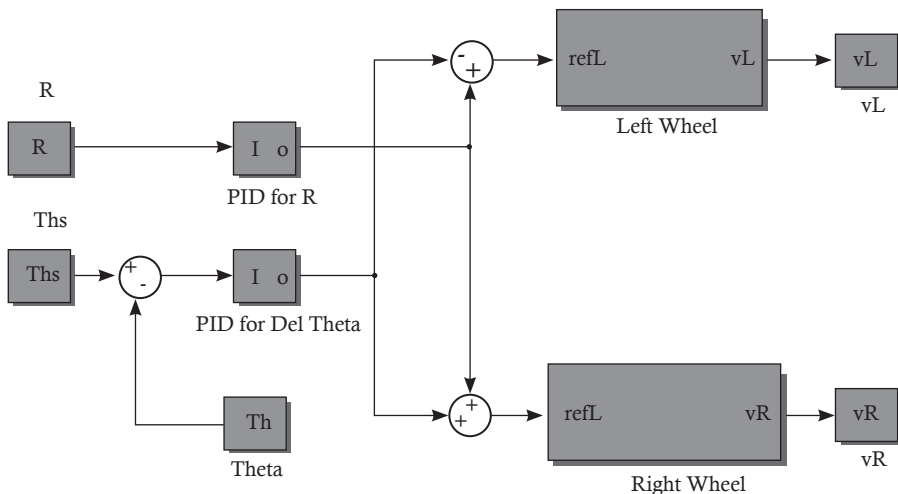 -
+
refL
vL
vL
Left Wheel
vL
R
R
I o
PID for R
Ths
Ths
+
-
I o
PID for Del Theta
Th
Theta
+
+
refL
vR
vR
Right Wheel
vR